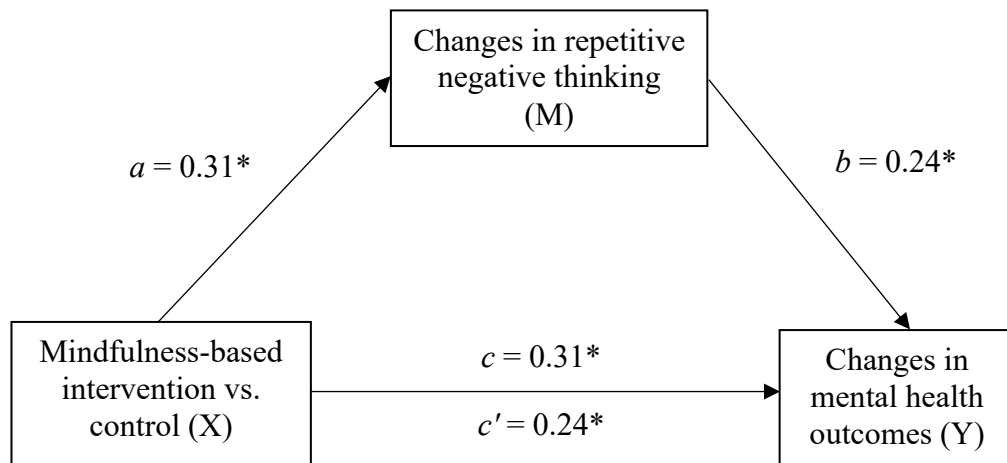 Changes in repetitive
negative thinking
(M)
a = 0.31*
b = 0.24*
Mindfulness-based
intervention vs.
control (X)
c = 0.31*
c' = 0.24*
Changes in
mental health
outcomes (Y)